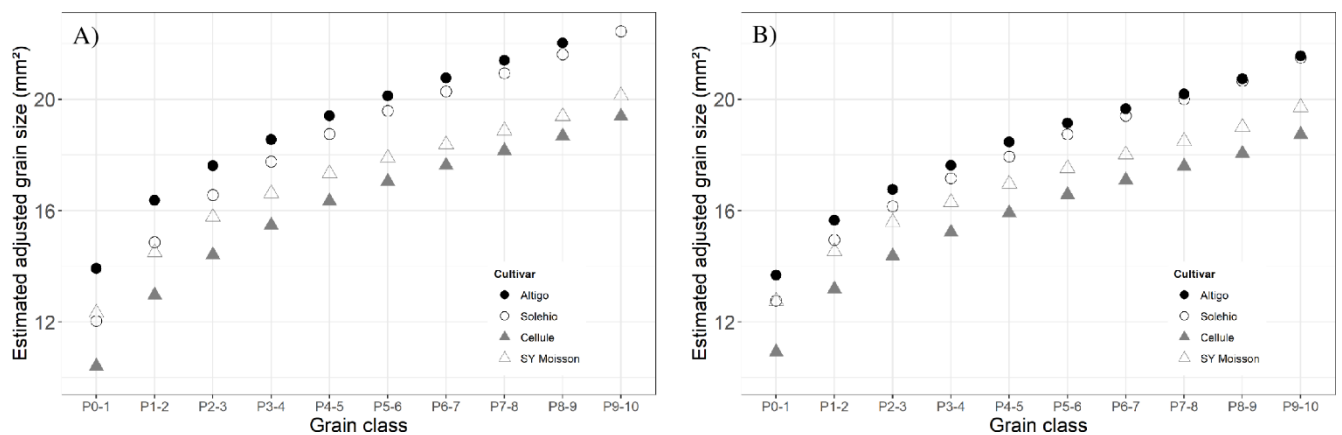 A)
Estimated adjusted grain size (mm²)
20
16
12
Cultivar
Altigo
Solehio
Cellule
SY Moisson
P0-1 P1-2 P2-3 P3-4 P4-5 P5-6 P6-7 P7-8 P8-9 P9-10
Grain class
B)
Estimated adjusted grain size (mm²)
20
16
12
Cultivar
Altigo
Solehio
Cellule
SY Moisson
P0-1 P1-2 P2-3 P3-4 P4-5 P5-6 P6-7 P7-8 P8-9 P9-10
Grain class